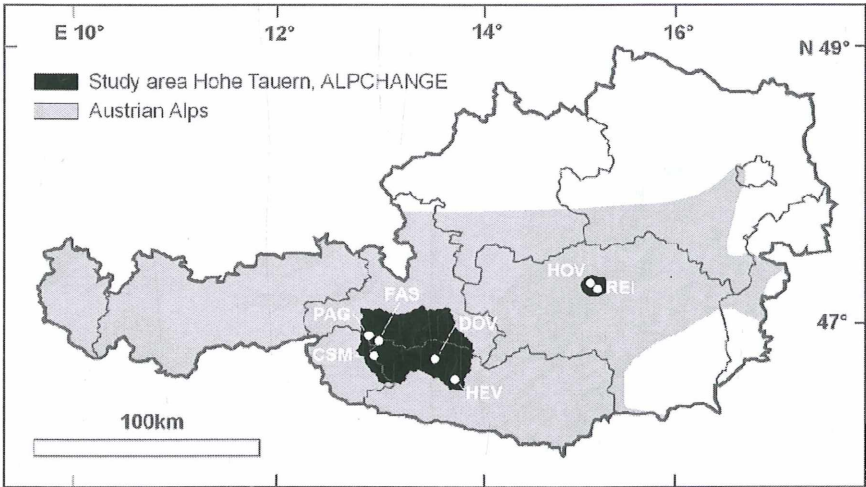 E 10° 12° 14° 16° N 49°
Study area Hohe Tauern, ALPCHANGE
Austrian Alps
HOV
REI
FAS
PAG
DOV
47°
CSM
HEV
100km